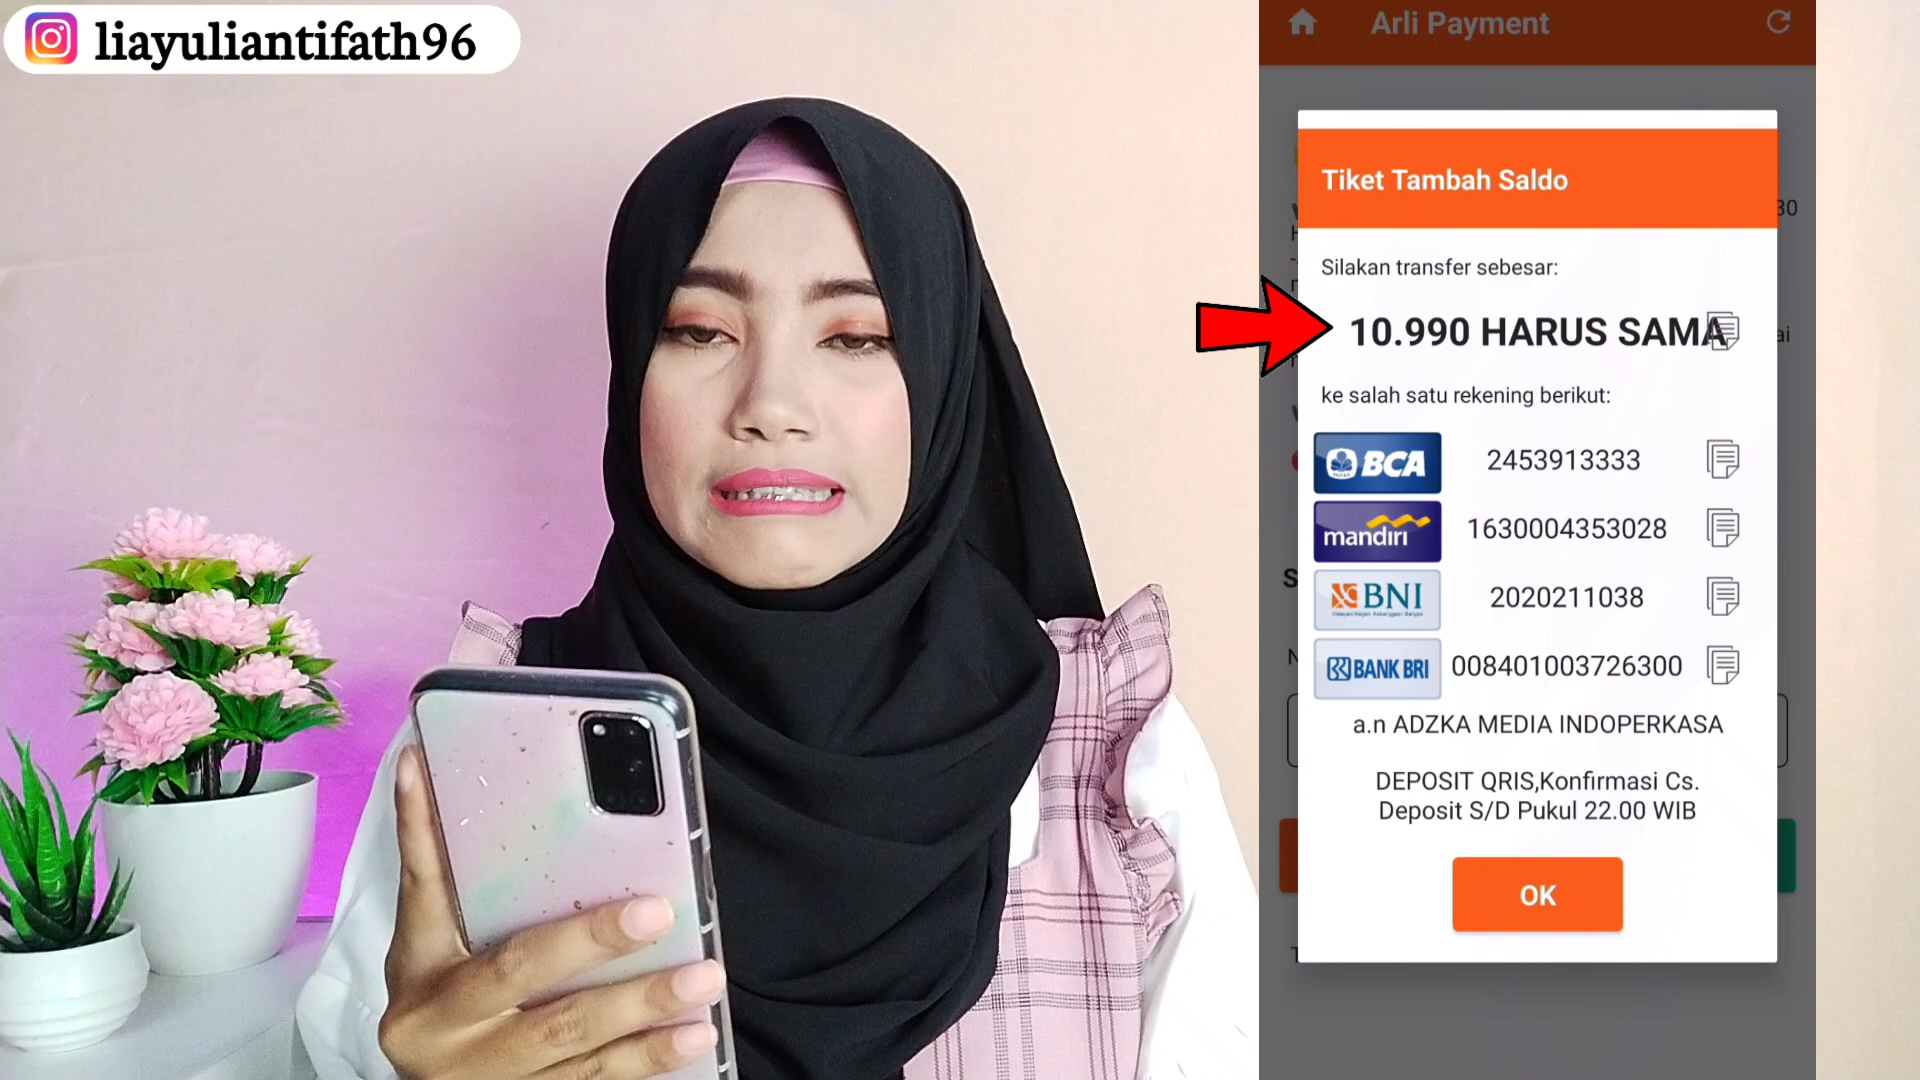 liayuliantifath96
Arli Payment
Tiket Tambah Saldo
30
Silakan transfer sebesar:
10.990 HARUS SAMA
ai
ke salah satu rekening berikut:
BCA 2453913333
mandiri 1630004353028
BNI 2020211038
BANK BRI 008401003726300
a.n ADZKA MEDIA INDOPERKASA
DEPOSIT QRIS,Konfirmasi Cs.
Deposit S/D Pukul 22.00 WIB
OK